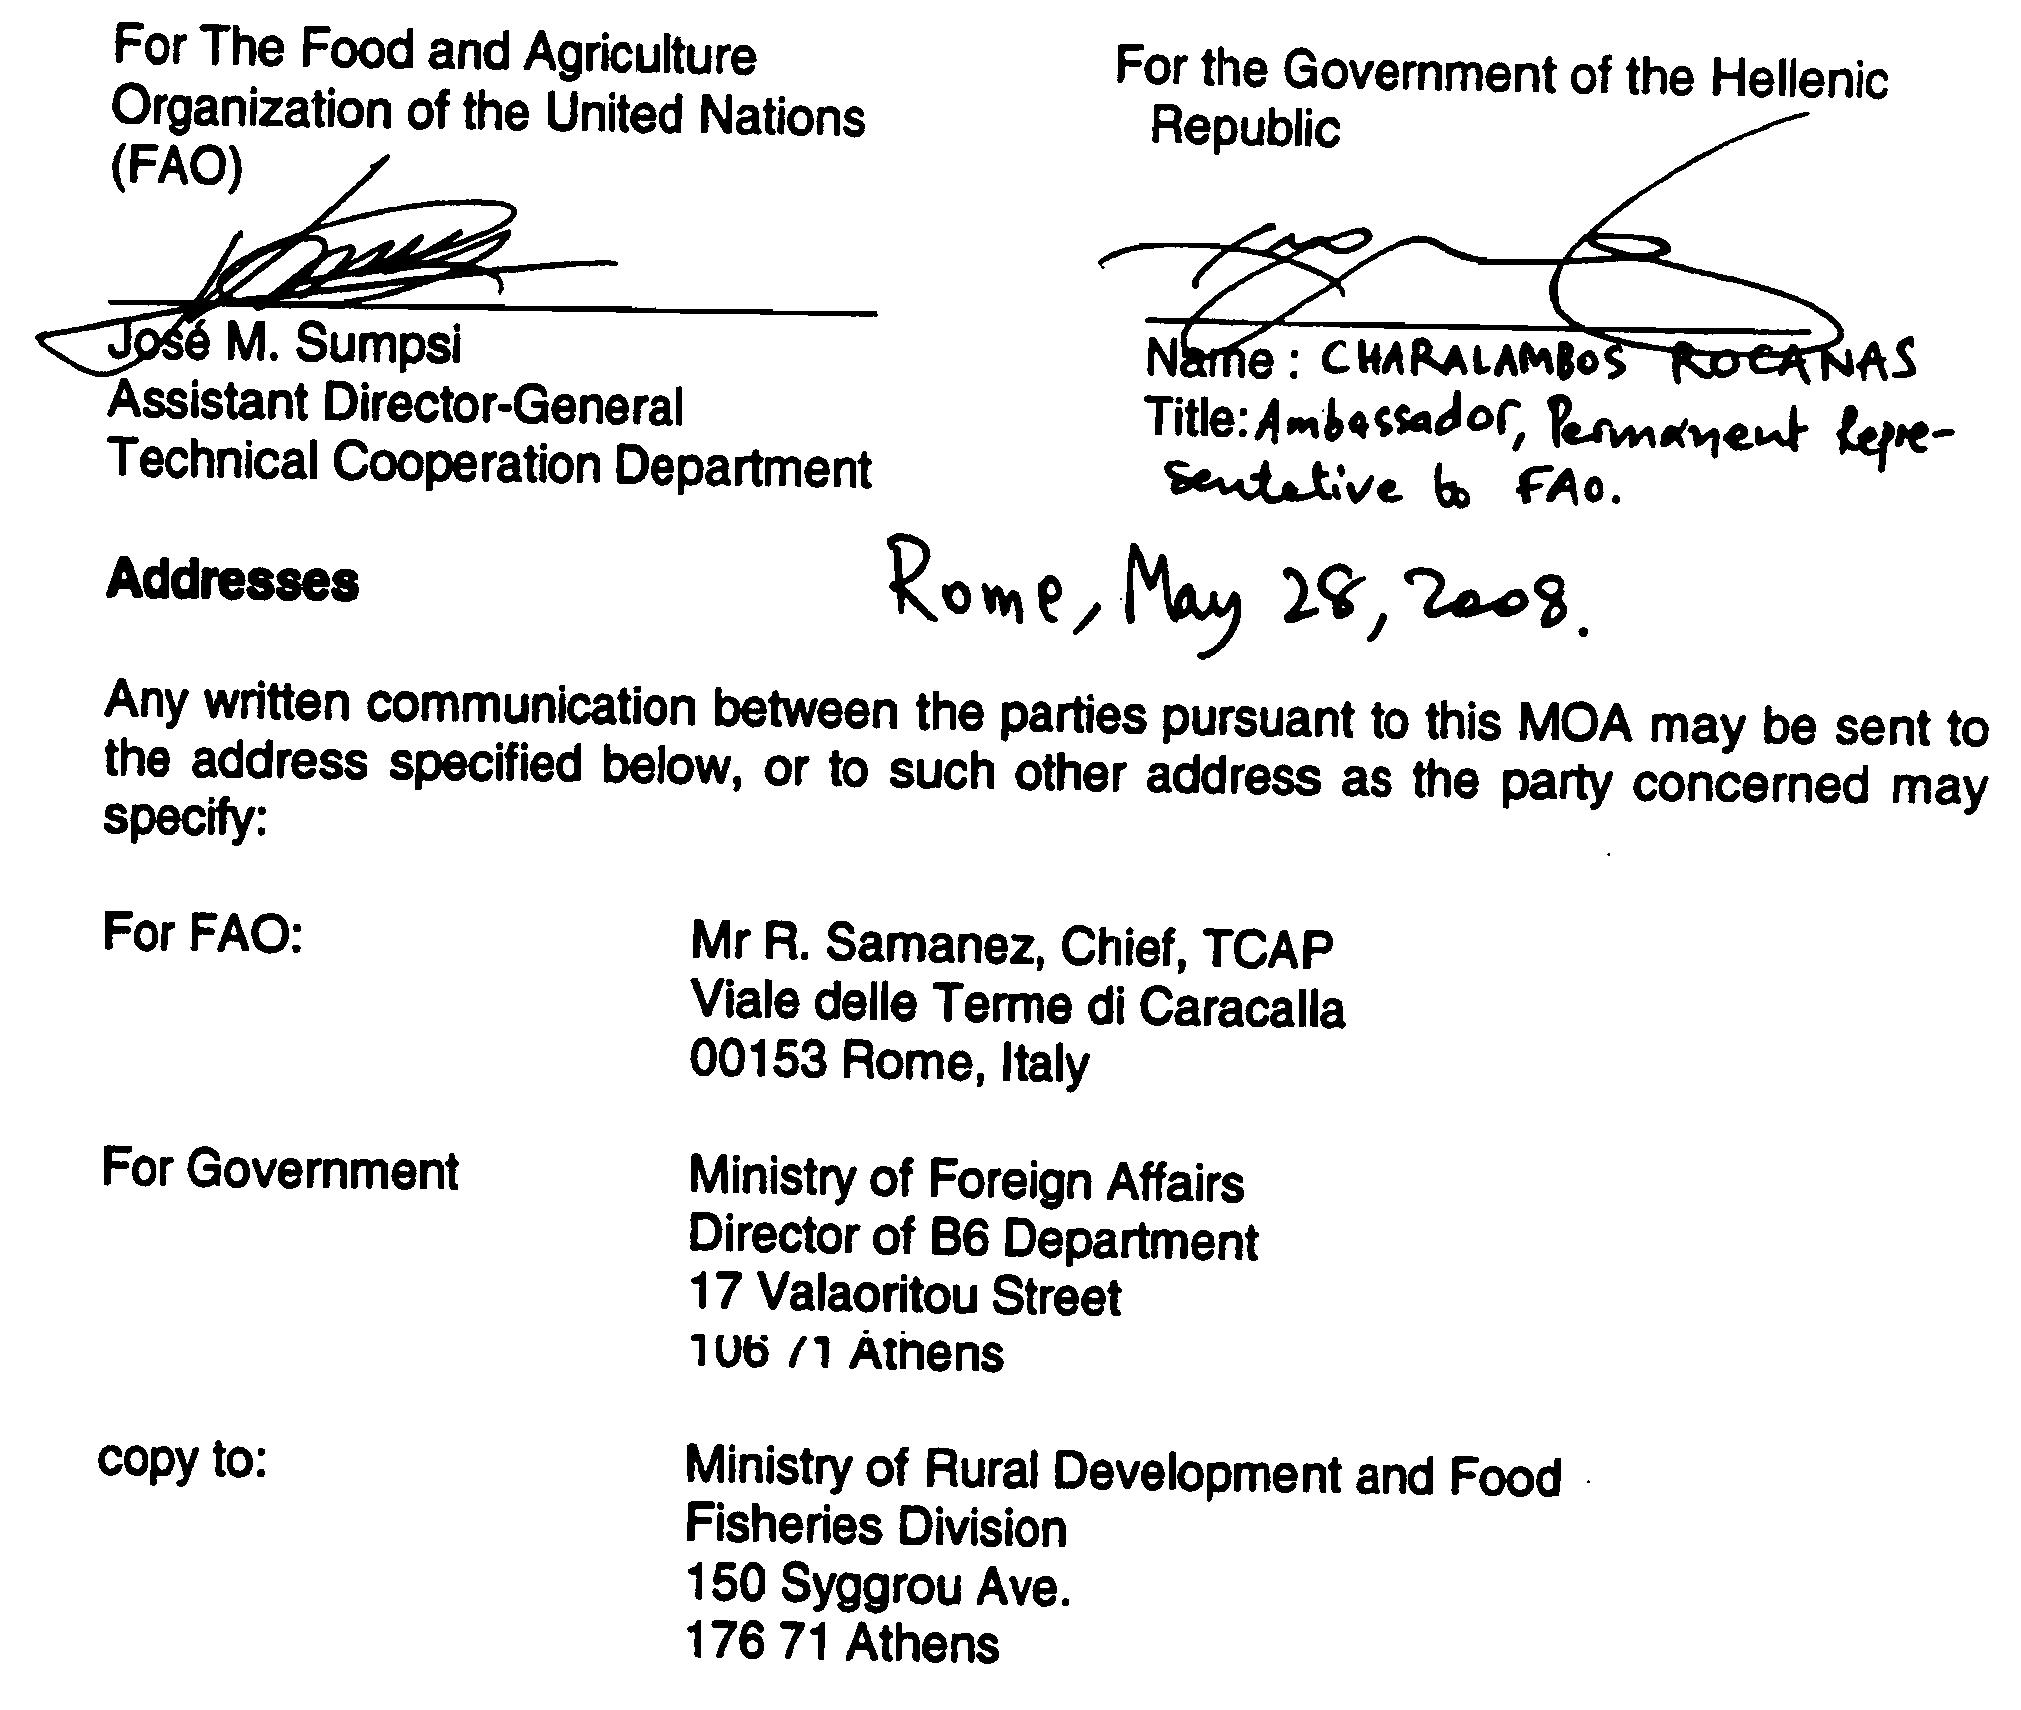 For The Food and Agriculture
Organization of the United Nations
(FAO)
José M. Sumpsi
Assistant Director-General
Technical Cooperation Department
For the Government of the Hellenic
Republic
Name: CHARALAMBOS ROCANAS
Title: Ambassador, Permanent Repre-
sentative to FAO.
Addresses
Rome, May 28, 2008.
Any written communication between the parties pursuant to this MOA may be sent to
the address specified below, or to such other address as the party concerned may
specify:
For FAO:
Mr R. Samanez, Chief, TCAP
Viale delle Terme di Caracalla
00153 Rome, Italy
For Government
Ministry of Foreign Affairs
Director of B6 Department
17 Valaoritou Street
106 71 Athens
copy to:
Ministry of Rural Development and Food
Fisheries Division
150 Syggrou Ave.
176 71 Athens